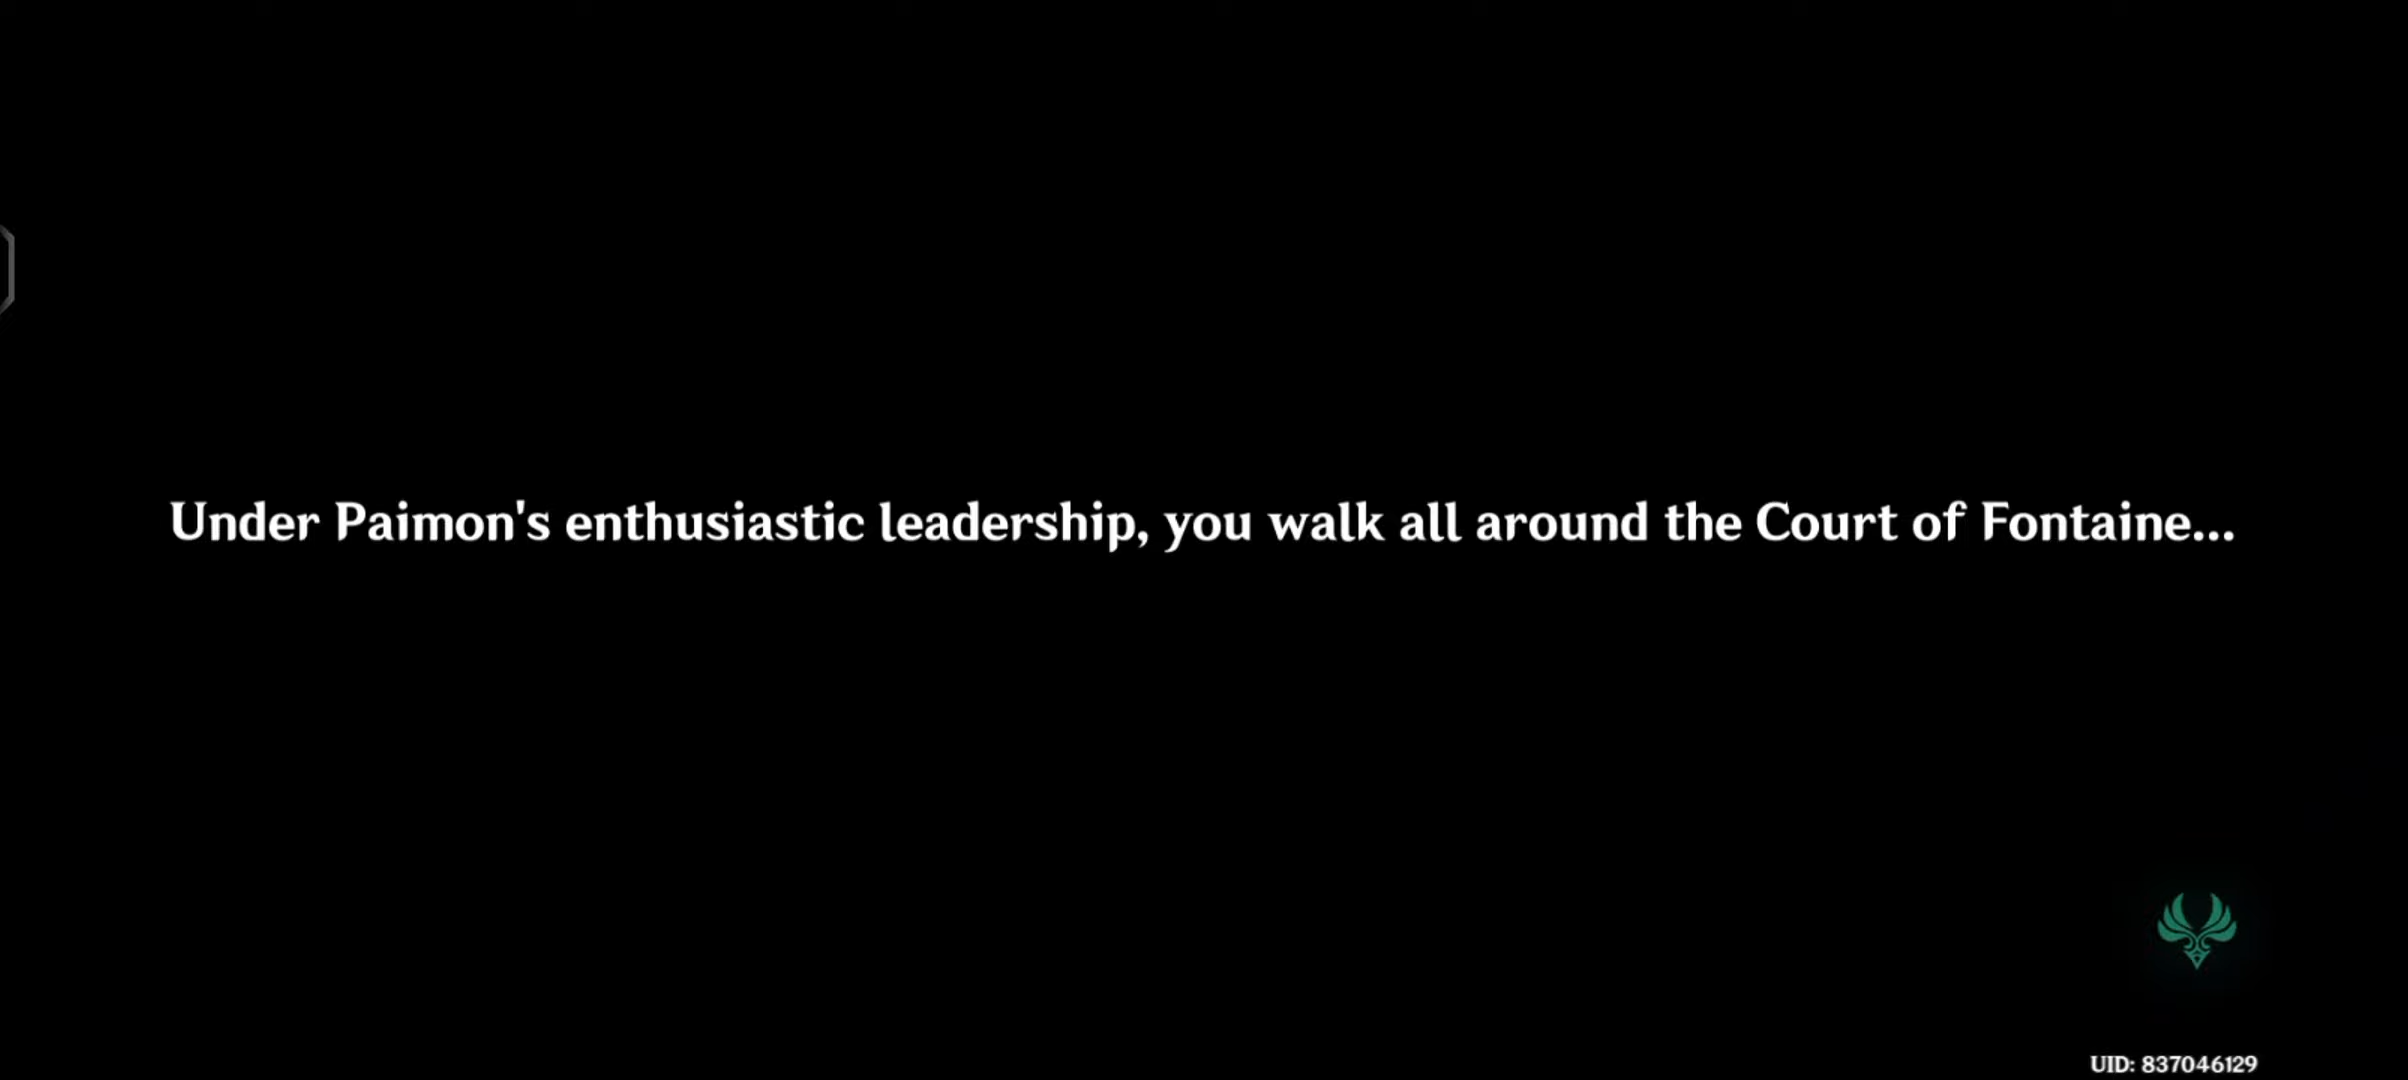 Under Paimon's enthusiastic leadership, you walk all around the Court of Fontaine...
UID: 837046129